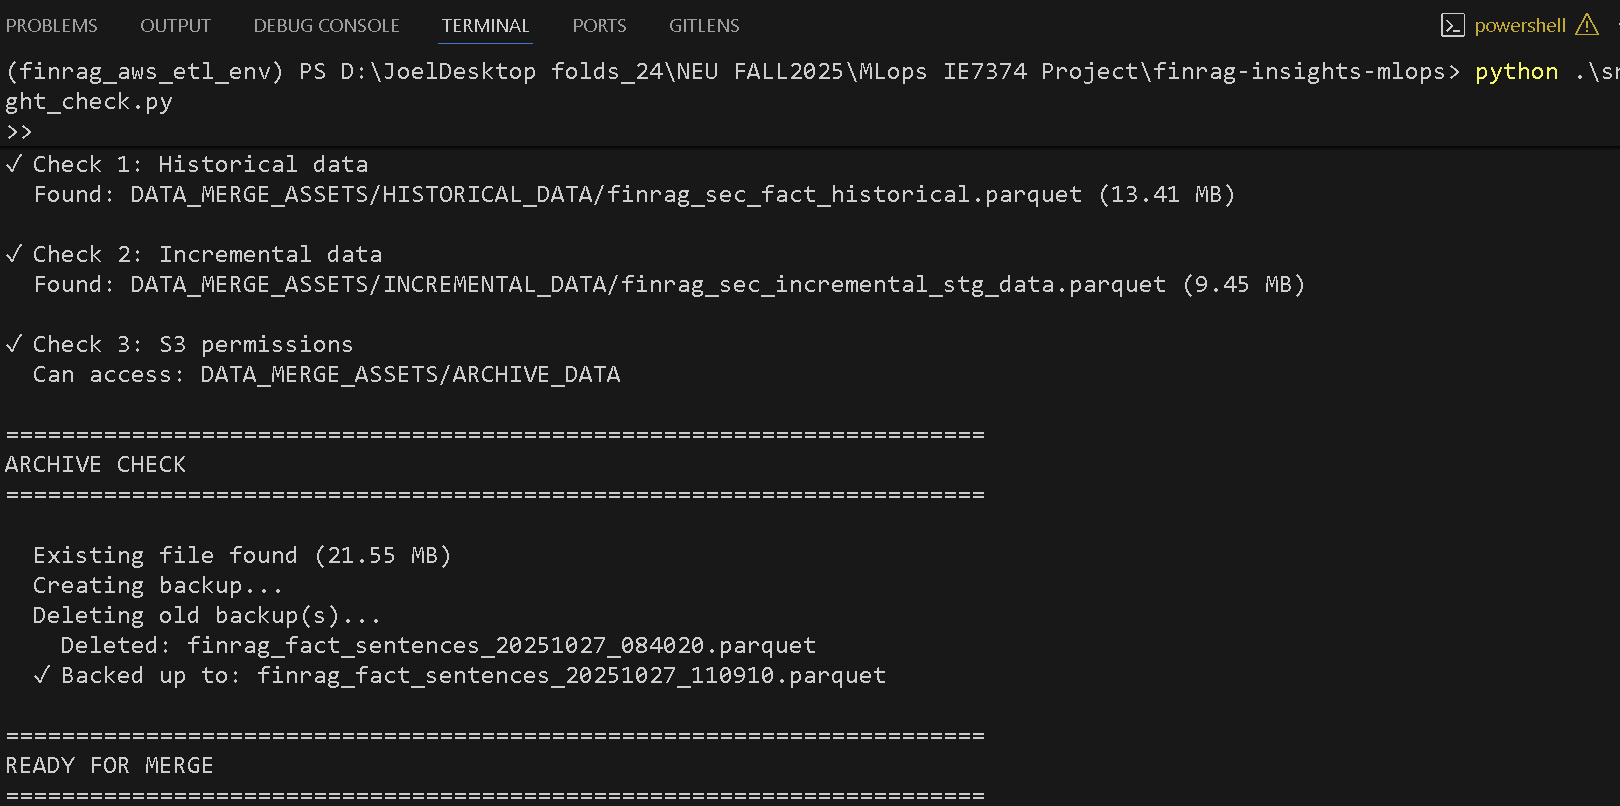 PROBLEMS OUTPUT DEBUG CONSOLE TERMINAL PORTS GITLENS powershell
(finrag_aws_etl_env) PS D:\JoelDesktop folds_24\NEU FALL2025\MLops IE7374 Project\finrag-insights-mlops> python .\sr
ght_check.py
>>
✓ Check 1: Historical data
Found: DATA_MERGE_ASSETS/HISTORICAL_DATA/finrag_sec_fact_historical.parquet (13.41 MB)
✓ Check 2: Incremental data
Found: DATA_MERGE_ASSETS/INCREMENTAL_DATA/finrag_sec_incremental_stg_data.parquet (9.45 MB)
✓ Check 3: S3 permissions
Can access: DATA_MERGE_ASSETS/ARCHIVE_DATA
======================================================================
ARCHIVE CHECK
======================================================================
Existing file found (21.55 MB)
Creating backup...
Deleting old backup(s)...
Deleted: finrag_fact_sentences_20251027_084020.parquet
✓ Backed up to: finrag_fact_sentences_20251027_110910.parquet
======================================================================
READY FOR MERGE
======================================================================